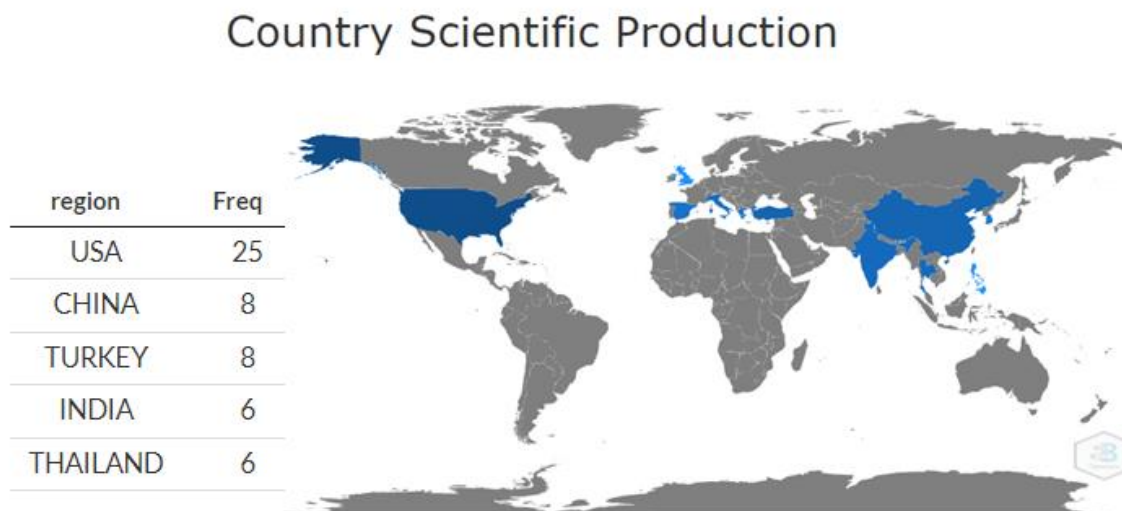 Country Scientific Production
region Freq
USA 25
CHINA 8
TURKEY 8
INDIA 6
THAILAND 6